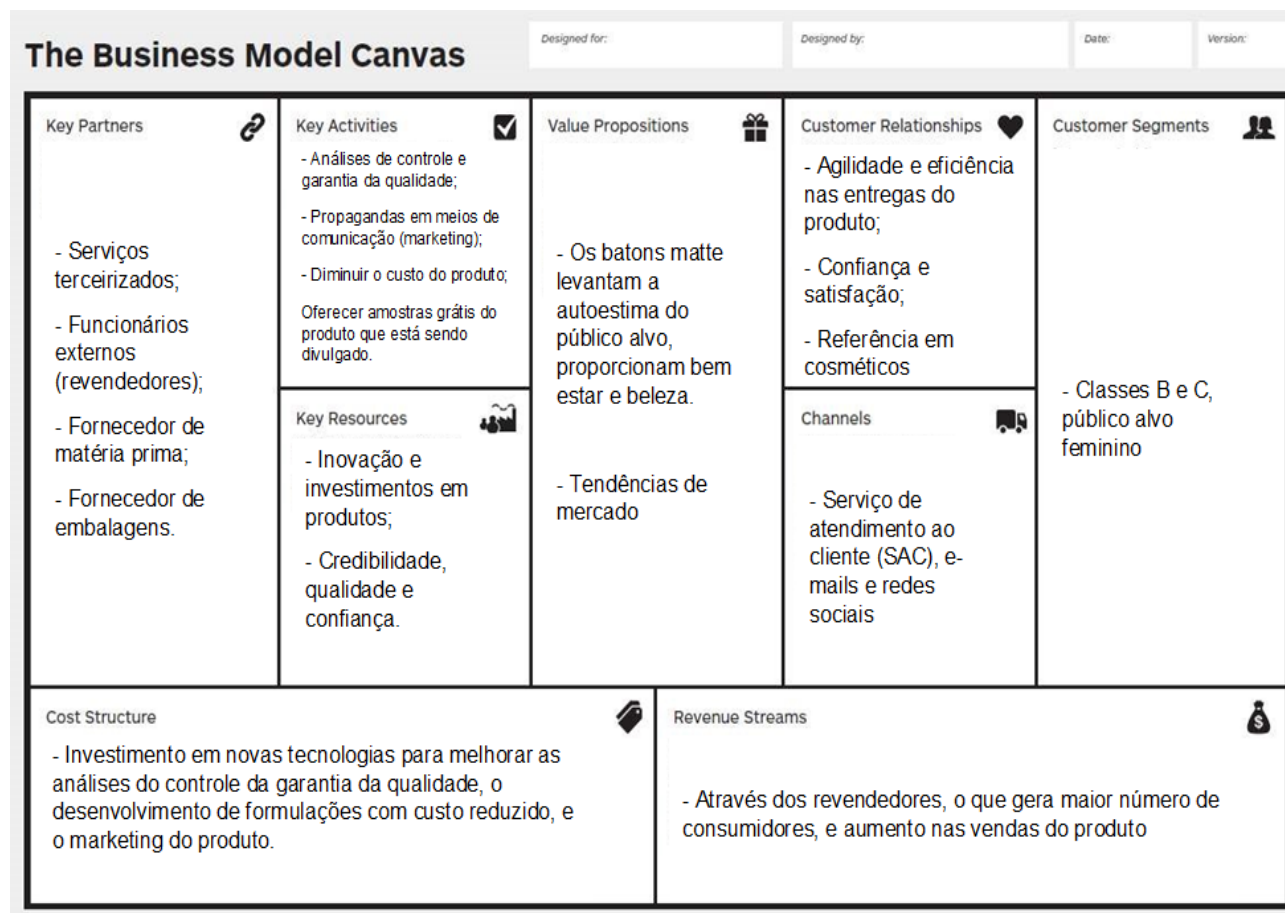 The Business Model Canvas
Designed for:
Designed by:
Date:
Version:
Key Partners
- Serviços
terceirizados;
- Funcionários
externos
(revendedores);
- Fornecedor de
matéria prima;
- Fornecedor de
embalagens.
Key Activities
- Análises de controle e
garantia da qualidade;
- Propagandas em meios de
comunicação (marketing);
- Diminuir o custo do produto;
Oferecer amostras grátis do
produto que está sendo
divulgado.
Key Resources
- Inovação e
investimentos em
produtos;
- Credibilidade,
qualidade e
confiança.
Value Propositions
- Os batons matte
levantam a
autoestima do
público alvo,
proporcionam bem
estar e beleza.
- Tendências de
mercado
Customer Relationships
- Agilidade e eficiência
nas entregas do
produto;
- Confiança e
satisfação;
- Referência em
cosméticos
Channels
- Serviço de
atendimento ao
cliente (SAC), e-
mails e redes
sociais
Customer Segments
- Classes B e C,
público alvo
feminino
Cost Structure
- Investimento em novas tecnologias para melhorar as
análises do controle da garantia da qualidade, o
desenvolvimento de formulações com custo reduzido, e
o marketing do produto.
Revenue Streams
$
- Através dos revendedores, o que gera maior número de
consumidores, e aumento nas vendas do produto